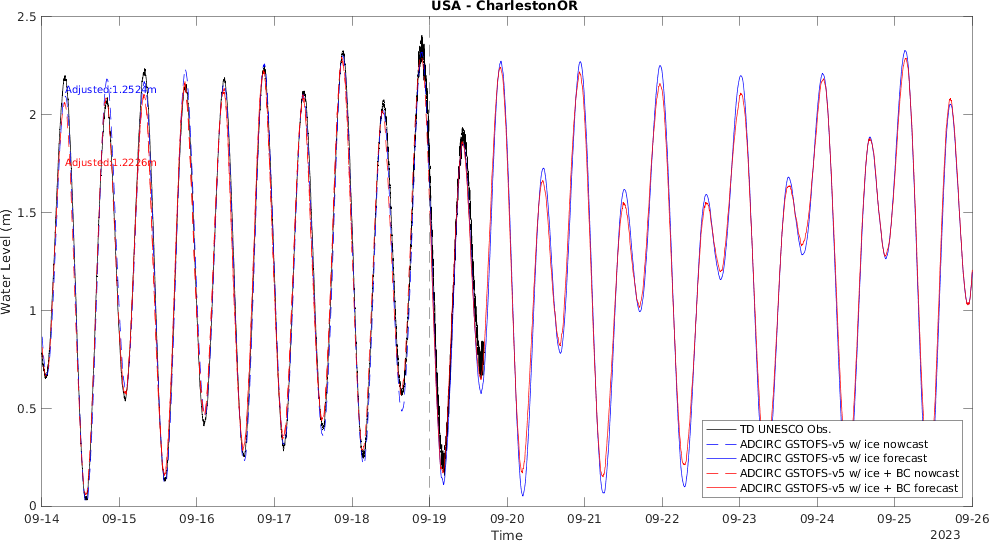 USA - CharlestonOR
Water Level (m)
2.5
2
1.5
1
0.5
0
Adjusted:1.2524m
Adjusted:1.2226m
TD UNESCO Obs.
ADCIRC GSTOFS-v5 w/ ice nowcast
ADCIRC GSTOFS-v5 w/ ice forecast
ADCIRC GSTOFS-v5 w/ ice + BC nowcast
ADCIRC GSTOFS-v5 w/ ice + BC forecast
09-14 09-15 09-16 09-17 09-18 09-19 09-20 09-21 09-22 09-23 09-24 09-25 09-26
Time
2023